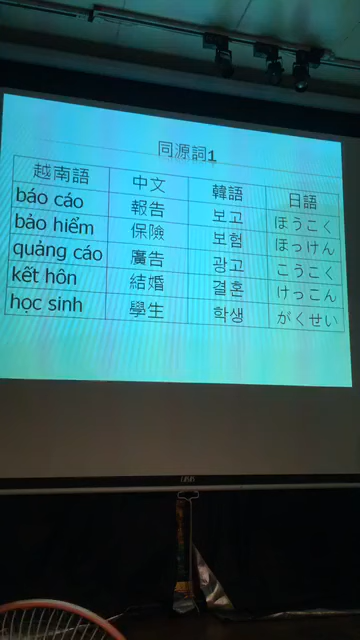 同源詞1
越南語 中文 韓語 日語
báo cáo 報告 보고 ほうこく
bảo hiểm 保險 보험 ほっけん
quảng cáo 廣告 광고 こうこく
kết hôn 結婚 결혼 けっこん
học sinh 學生 학생 がくせい